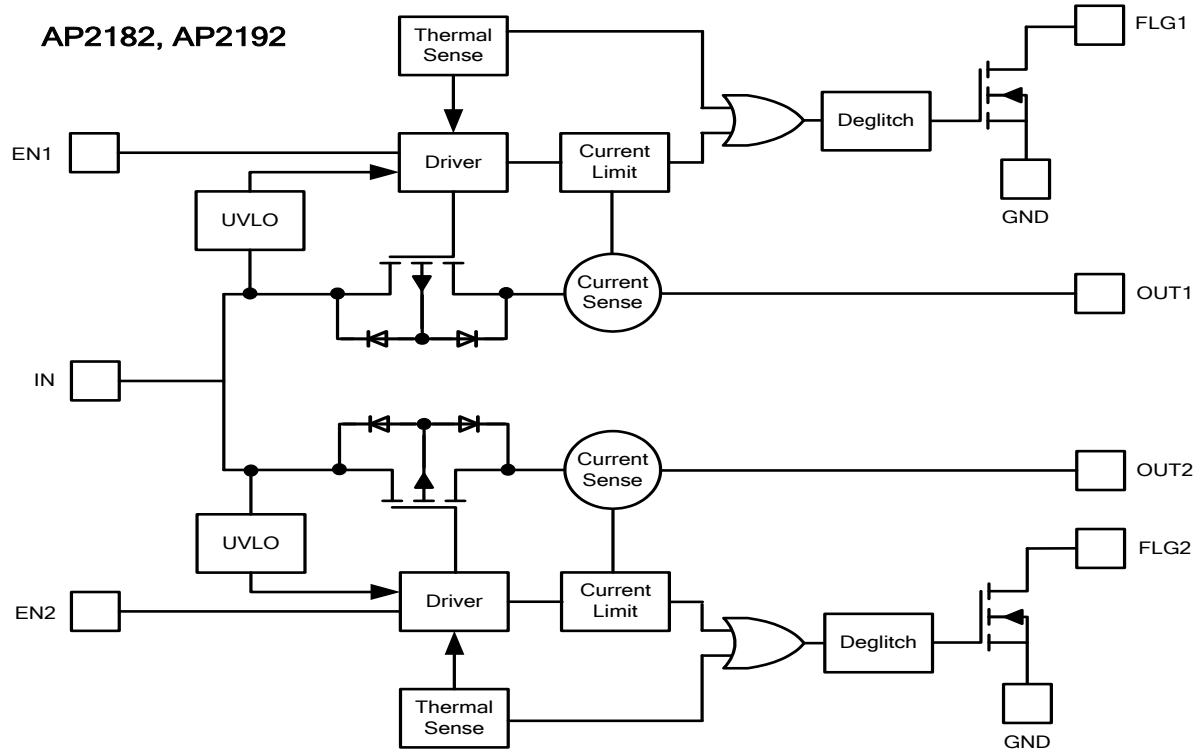 AP2182, AP2192
Thermal
Sense
FLG1
Deglitch
EN1
Driver
Current
Limit
UVLO
GND
Current
Sense
OUT1
IN
Current
Sense
OUT2
UVLO
FLG2
EN2
Driver
Current
Limit
Deglitch
Thermal
Sense
GND